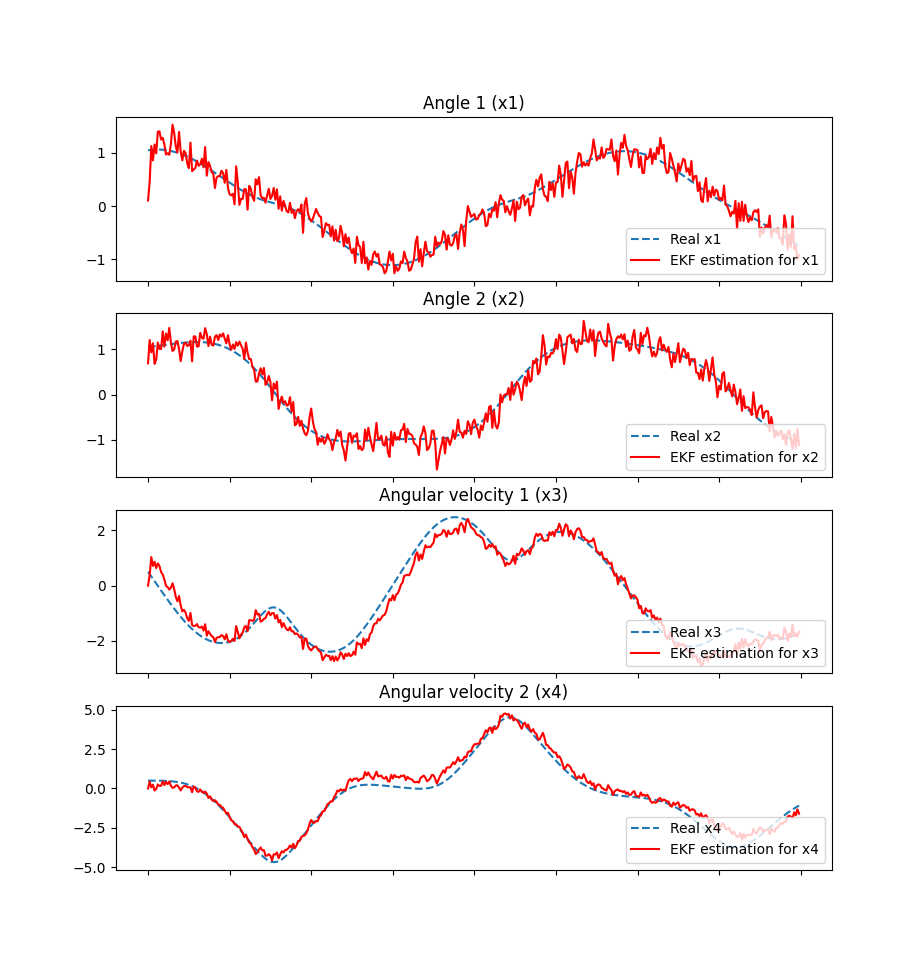 Angle 1 (x1)
1
0
−1
Real x1
EKF estimation for x1
Angle 2 (x2)
1
0
−1
Real x2
EKF estimation for x2
Angular velocity 1 (x3)
2
0
−2
Real x3
EKF estimation for x3
Angular velocity 2 (x4)
5.0
2.5
0.0
−2.5
−5.0
Real x4
EKF estimation for x4